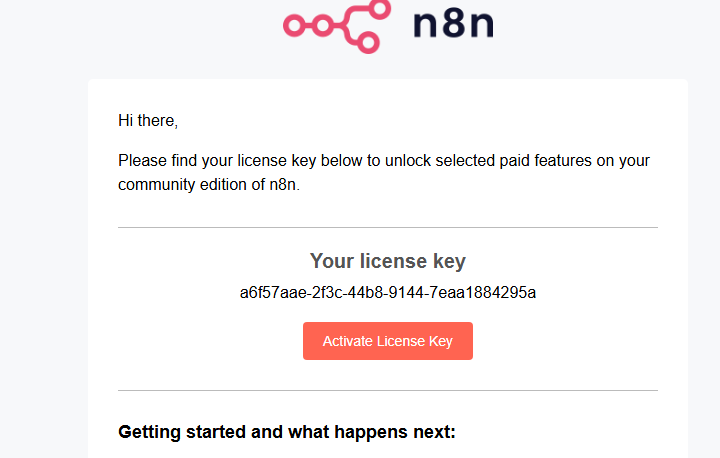 n8n
Hi there,
Please find your license key below to unlock selected paid features on your
community edition of n8n.
Your license key
a6f57aae-2f3c-44b8-9144-7eaa1884295a
Activate License Key
Getting started and what happens next: